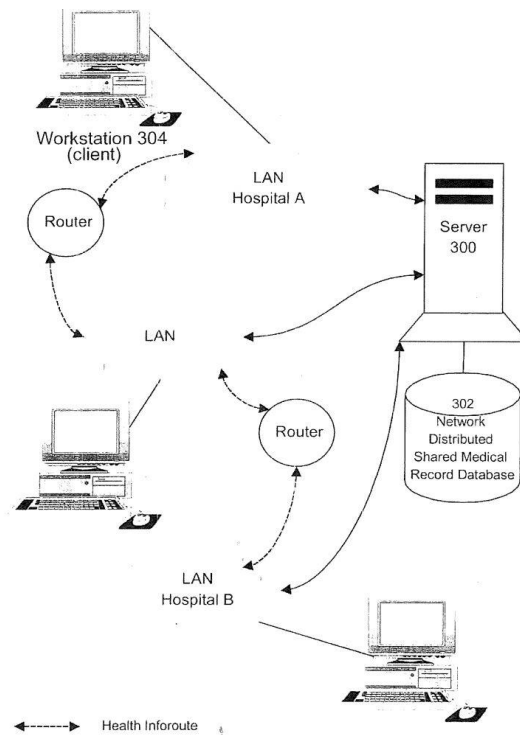 Workstation 304
(client)
LAN
Hospital A
Router
Server
300
LAN
302
Network
Distributed
Shared Medical
Record Database
Router
LAN
Hospital B
Health Inforoute